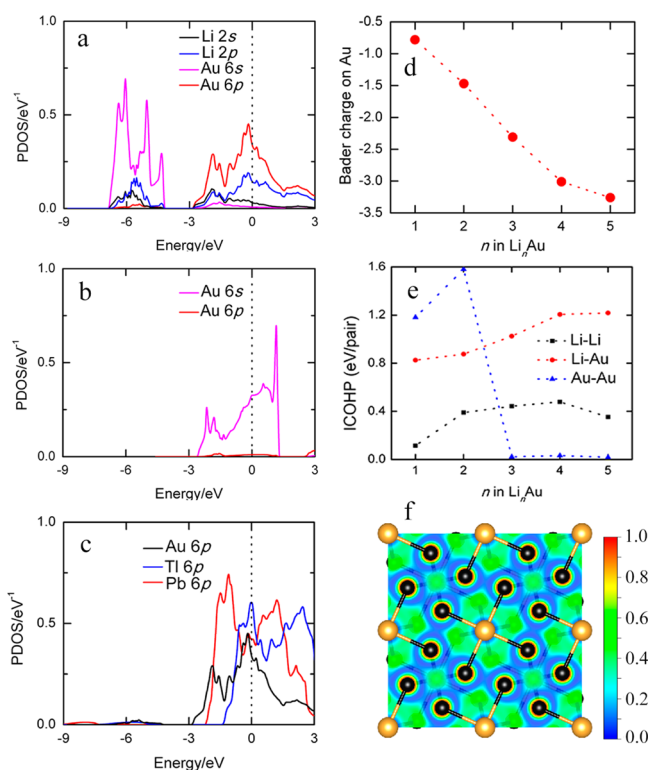 a
Li 2s
Li 2p
Au 6s
Au 6p
PDOS/eV⁻¹
1.0
0.5
0.0
-9 -6 -3 0 3
Energy/eV
d
Bader charge on Au
-0.5
-1.0
-1.5
-2.0
-2.5
-3.0
-3.5
1 2 3 4 5
n in LiₙAu
b
Au 6s
Au 6p
PDOS/eV⁻¹
1.0
0.5
0.0
-9 -6 -3 0 3
Energy/eV
e
Li-Li
Li-Au
Au-Au
ICOHP (eV/pair)
1.6
1.2
0.8
0.4
0.0
1 2 3 4 5
n in LiₙAu
c
Au 6p
Tl 6p
Pb 6p
PDOS/eV⁻¹
1.0
0.5
0.0
-9 -6 -3 0 3
Energy/eV
f
1.0
0.8
0.6
0.4
0.2
0.0